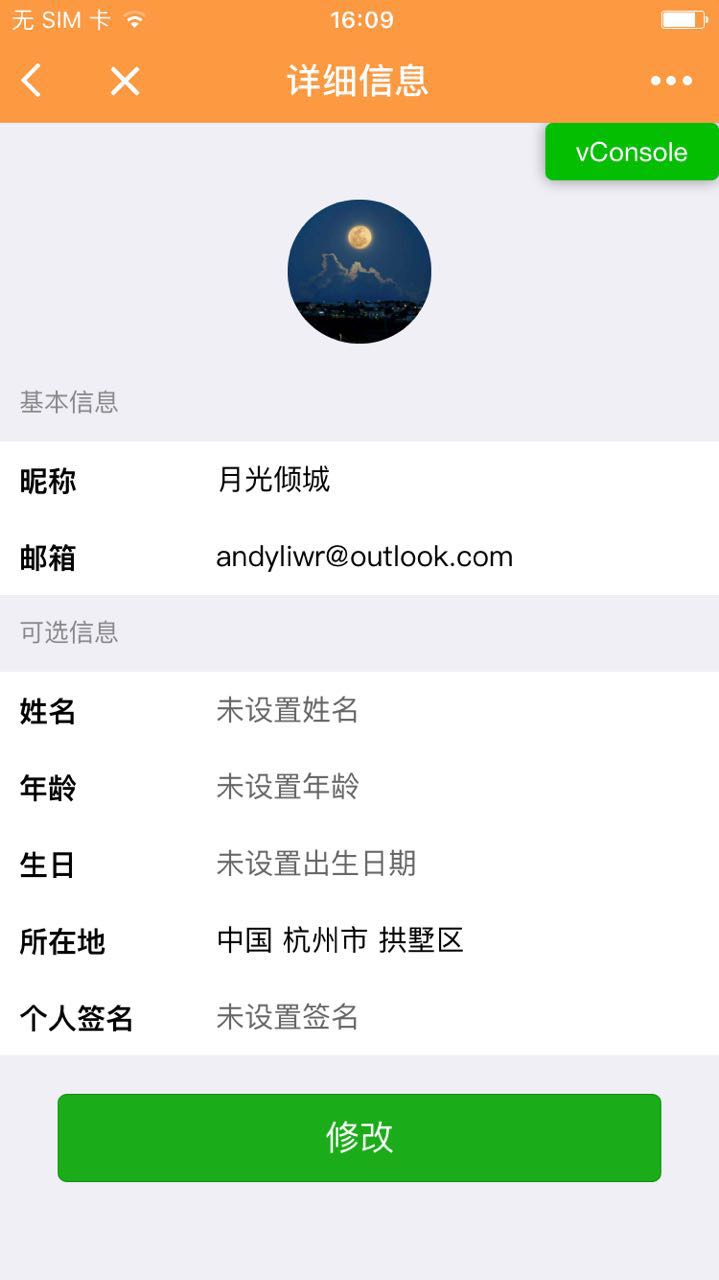 无 SIM 卡 16:09
详细信息
vConsole
基本信息
昵称 月光倾城
邮箱 andyliwr@outlook.com
可选信息
姓名 未设置姓名
年龄 未设置年龄
生日 未设置出生日期
所在地 中国 杭州市 拱墅区
个人签名 未设置签名
修改